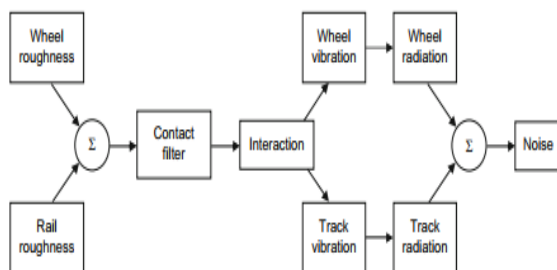 Wheel
roughness
Wheel
vibration
Wheel
radiation
Σ
Contact
filter
Interaction
Σ
Noise
Rail
roughness
Track
vibration
Track
radiation